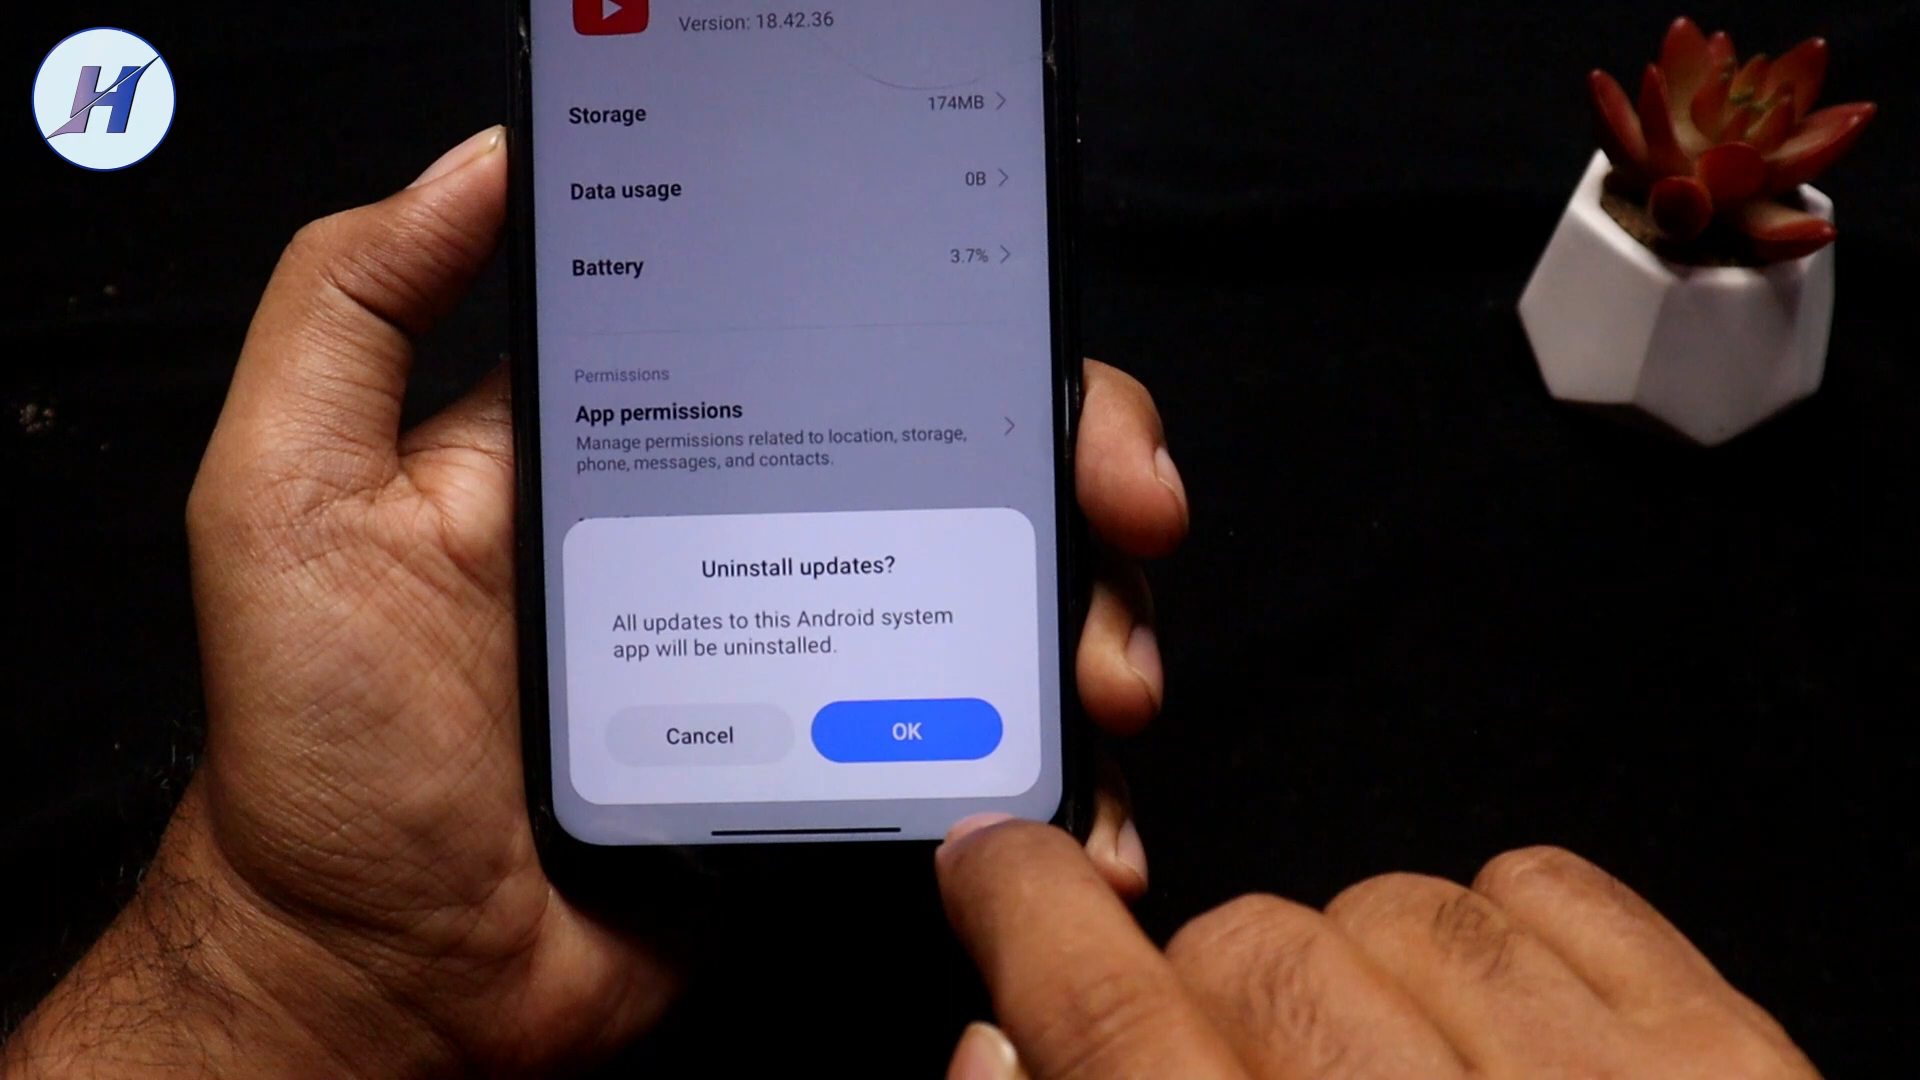 H
Version: 18.42.36
Storage 174MB
Data usage 0B
Battery 3.7%
Permissions
App permissions
Manage permissions related to location, storage,
phone, messages, and contacts.
Uninstall updates?
All updates to this Android system
app will be uninstalled.
Cancel OK